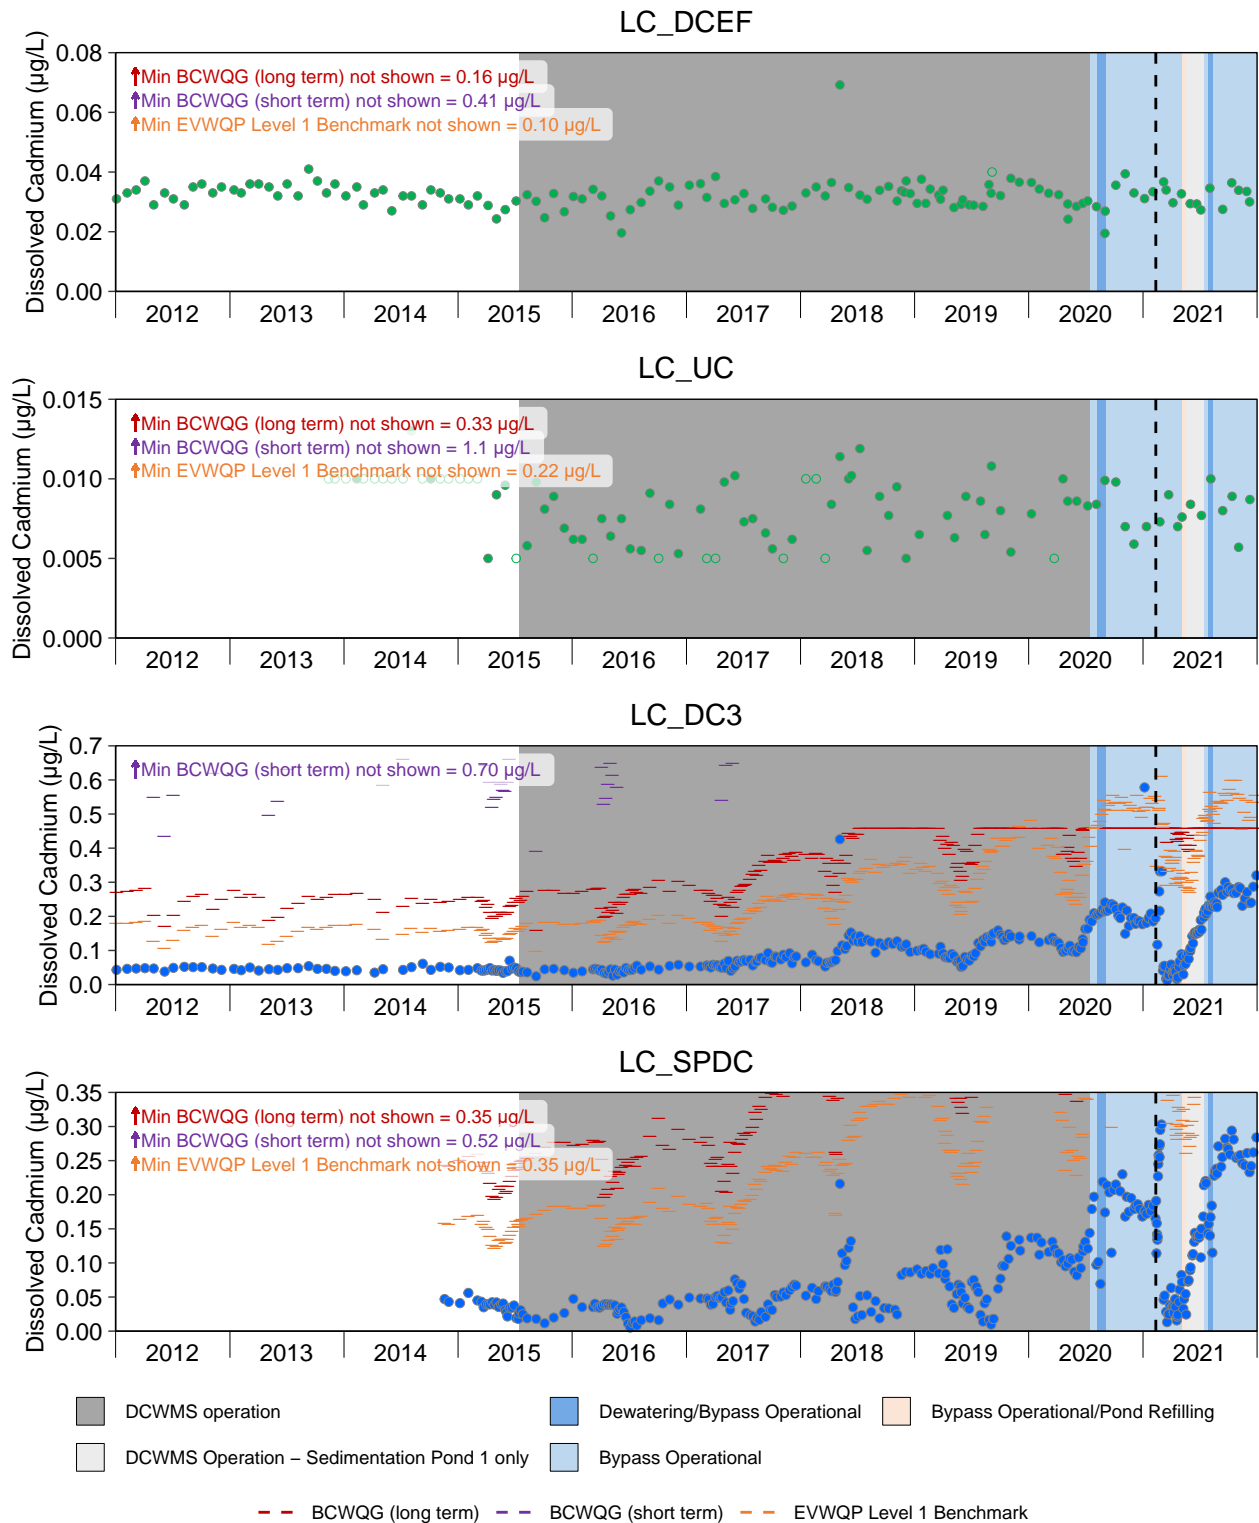 LC_DCEF
Dissolved Cadmium (µg/L)
0.08
0.06
0.04
0.02
0.00
Min BCWQG (long term) not shown = 0.16 µg/L
Min BCWQG (short term) not shown = 0.41 µg/L
Min EVWQP Level 1 Benchmark not shown = 0.10 µg/L
2012 2013 2014 2015 2016 2017 2018 2019 2020 2021
LC_UC
Dissolved Cadmium (µg/L)
0.015
0.010
0.005
0.000
Min BCWQG (long term) not shown = 0.33 µg/L
Min BCWQG (short term) not shown = 1.1 µg/L
Min EVWQP Level 1 Benchmark not shown = 0.22 µg/L
2012 2013 2014 2015 2016 2017 2018 2019 2020 2021
LC_DC3
Dissolved Cadmium (µg/L)
0.7
0.6
0.5
0.4
0.3
0.2
0.1
0.0
Min BCWQG (short term) not shown = 0.70 µg/L
2012 2013 2014 2015 2016 2017 2018 2019 2020 2021
LC_SPDC
Dissolved Cadmium (µg/L)
0.35
0.30
0.25
0.20
0.15
0.10
0.05
0.00
Min BCWQG (long term) not shown = 0.35 µg/L
Min BCWQG (short term) not shown = 0.52 µg/L
Min EVWQP Level 1 Benchmark not shown = 0.35 µg/L
2012 2013 2014 2015 2016 2017 2018 2019 2020 2021
DCWMS operation
Dewatering/Bypass Operational
Bypass Operational/Pond Refilling
DCWMS Operation − Sedimentation Pond 1 only
Bypass Operational
BCWQG (long term)
BCWQG (short term)
EVWQP Level 1 Benchmark